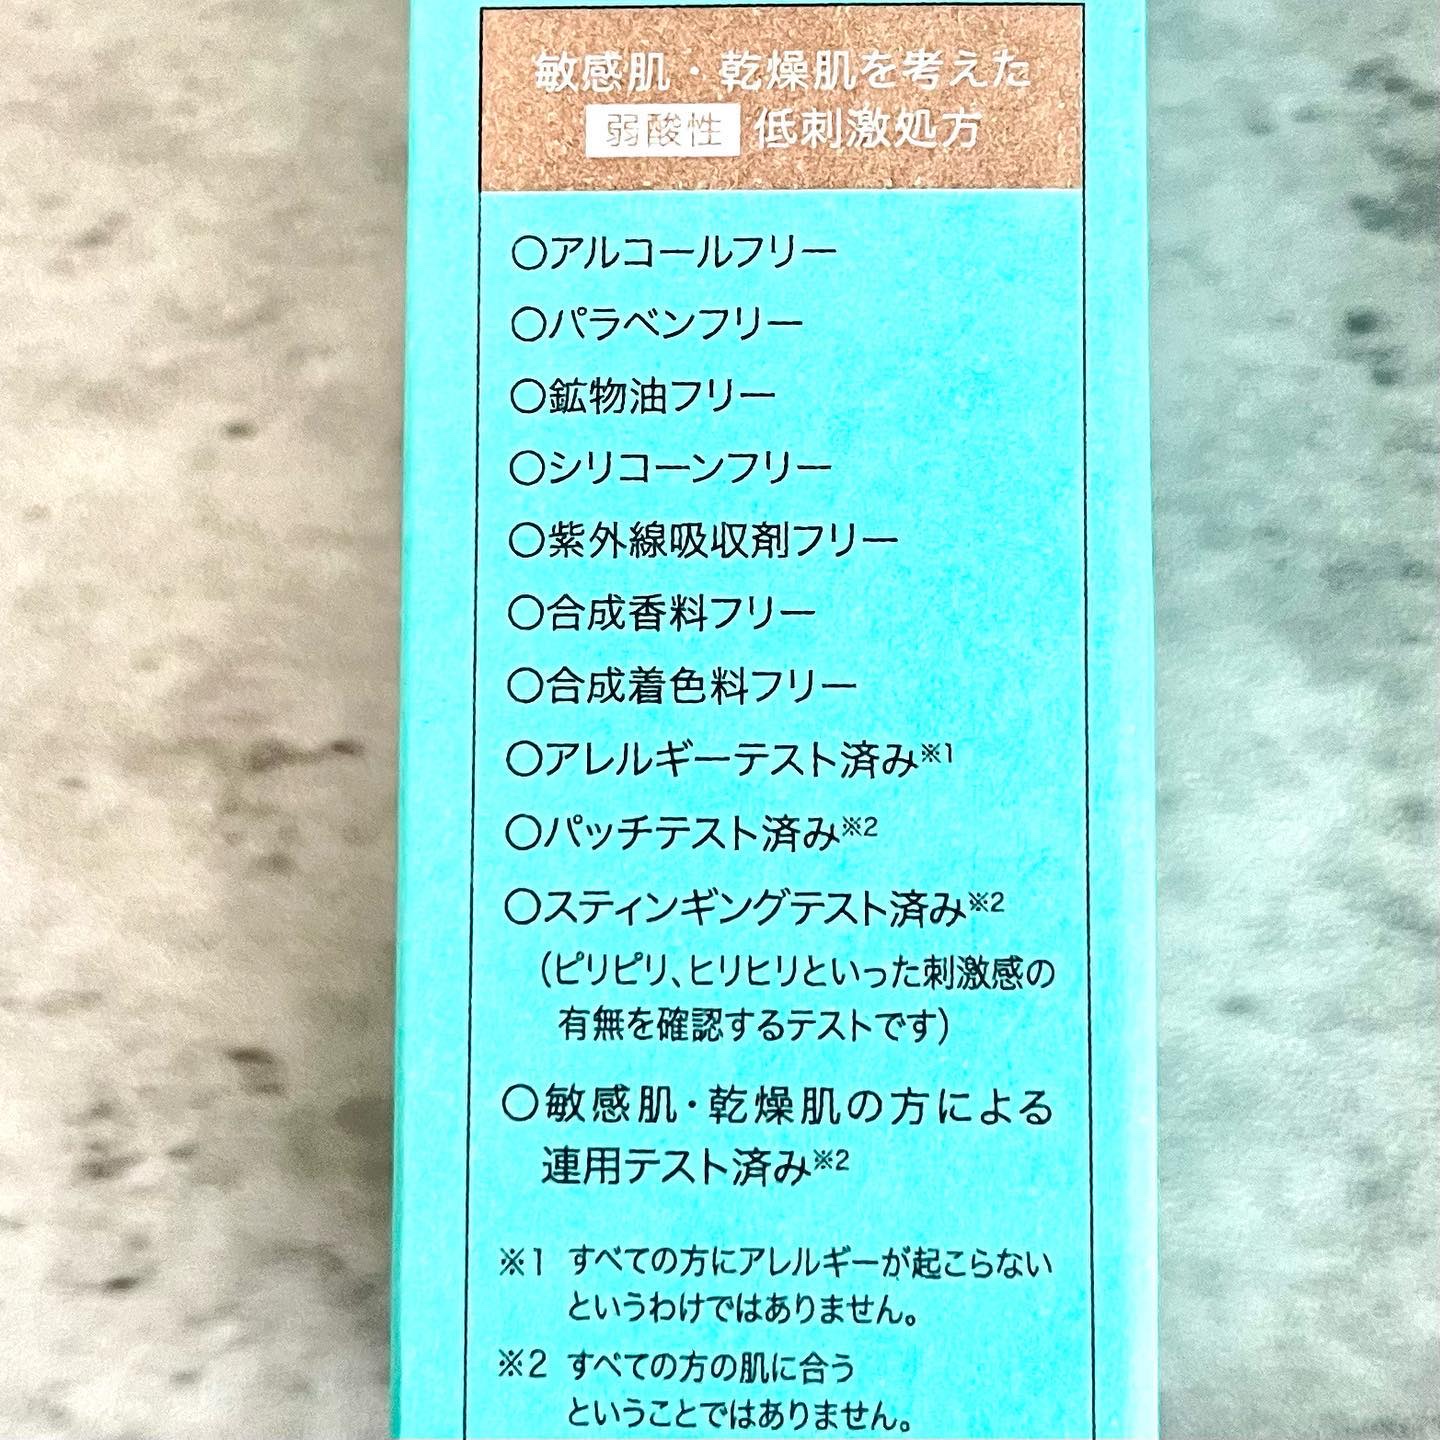 敏感肌・乾燥肌を考えた
弱酸性 低刺激処方
○アルコールフリー
○パラベンフリー
○鉱物油フリー
○シリコーンフリー
○紫外線吸収剤フリー
○合成香料フリー
○合成着色料フリー
○アレルギーテスト済み※1
○パッチテスト済み※2
○スティンギングテスト済み※2
(ピリピリ、ヒリヒリといった刺激感の
有無を確認するテストです)
○敏感肌・乾燥肌の方による
連用テスト済み※2
※1 すべての方にアレルギーが起こらない
というわけではありません。
※2 すべての方の肌に合う
ということではありません。